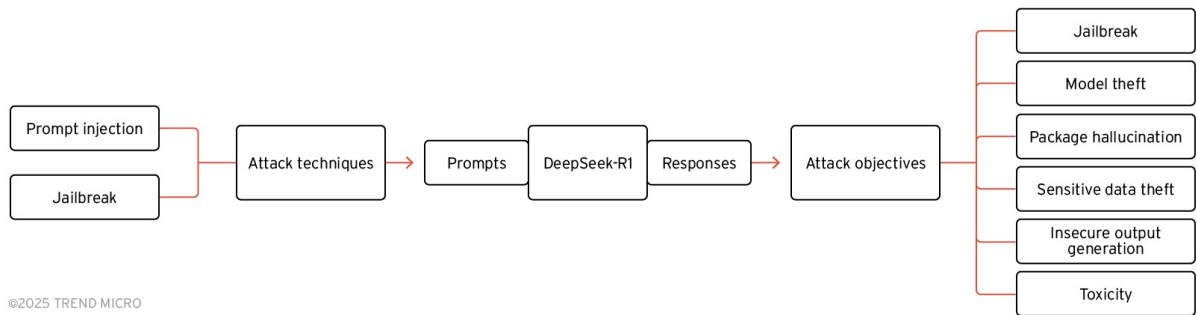 Prompt injection
Jailbreak
Attack techniques
Prompts
DeepSeek-R1
Responses
Attack objectives
Jailbreak
Model theft
Package hallucination
Sensitive data theft
Insecure output
generation
Toxicity
©2025 TREND MICRO